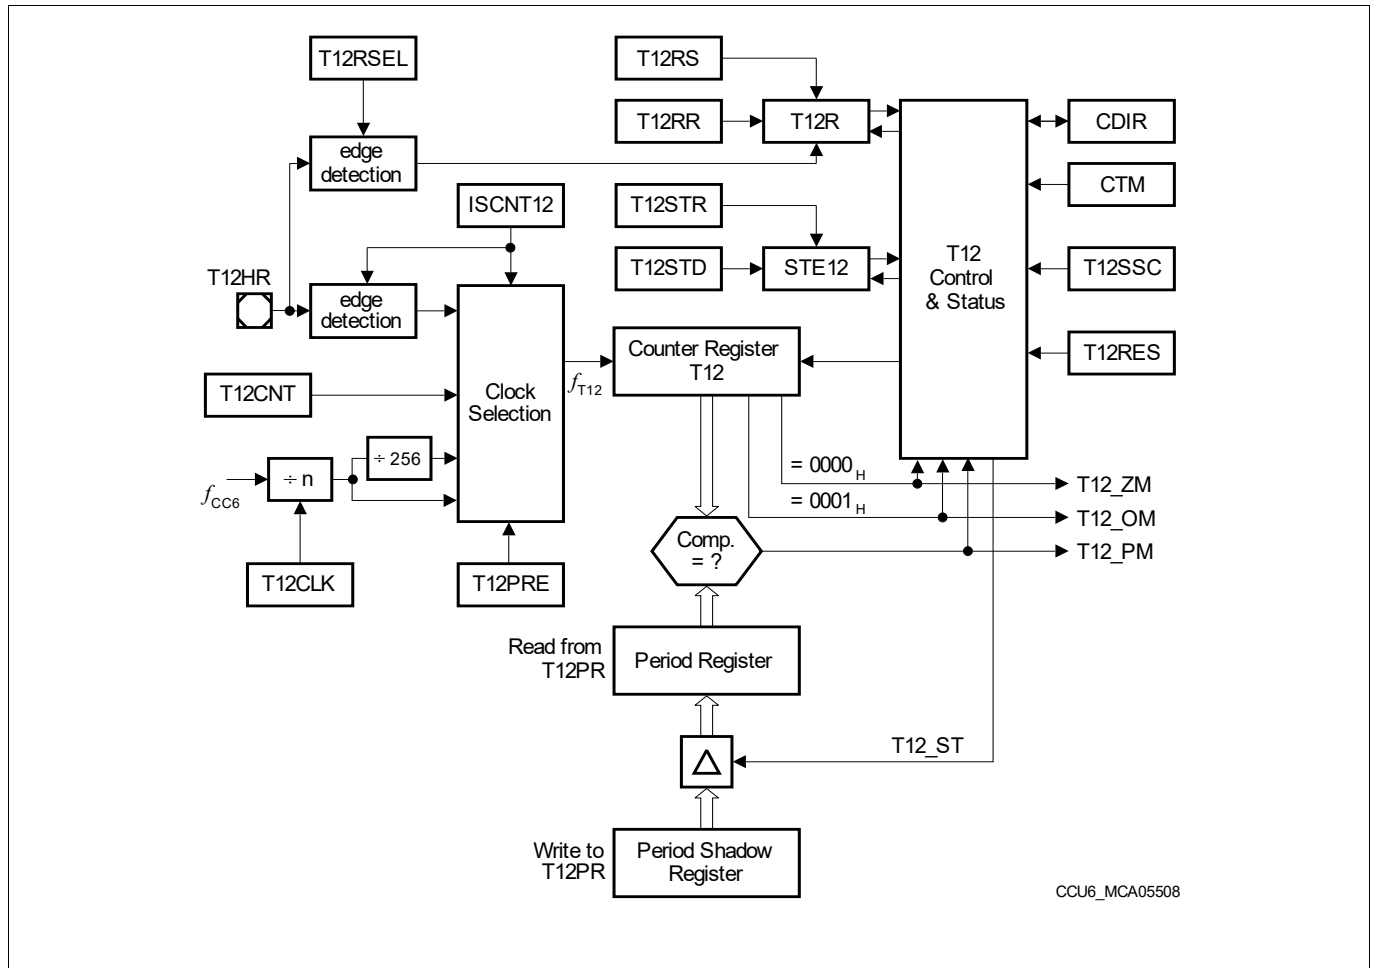 T12RSEL
T12RS
T12RR
T12R
CDIR
edge
detection
CTM
ISCNT12
T12STR
T12STD
STE12
T12
Control
& Status
T12SSC
T12HR
edge
detection
T12RES
Counter Register
T12
fT12
T12CNT
Clock
Selection
÷ 256
÷ n
fCC6
= 0000H
T12_ZM
= 0001H
T12_OM
Comp.
= ?
T12_PM
T12CLK
T12PRE
Read from
T12PR
Period Register
T12_ST
Write to
T12PR
Period Shadow
Register
CCU6_MCA05508